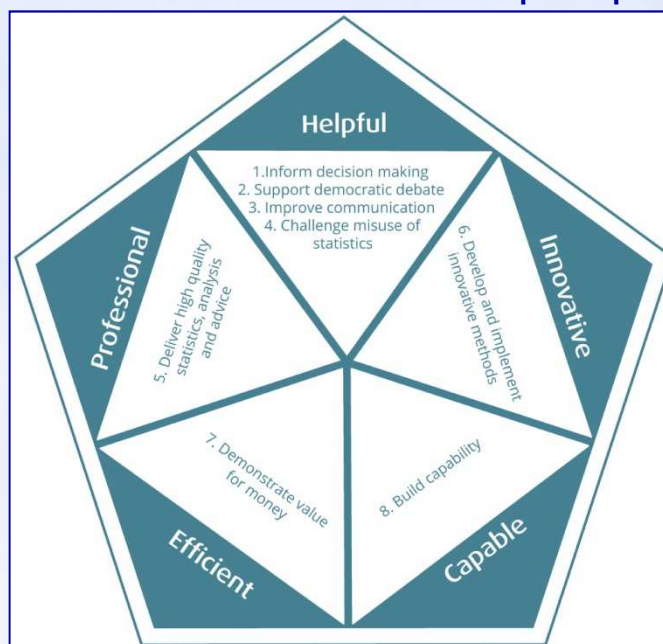 Helpful
1.Inform decision making
2. Support democratic debate
3. Improve communication
4. Challenge misuse of
statistics
Professional
5. Deliver high quality
statistics, analysis
and advice
Innovative
6. Develop and implement
innovative methods
Efficient
7. Demonstrate value
for money
Capable
8. Build capability